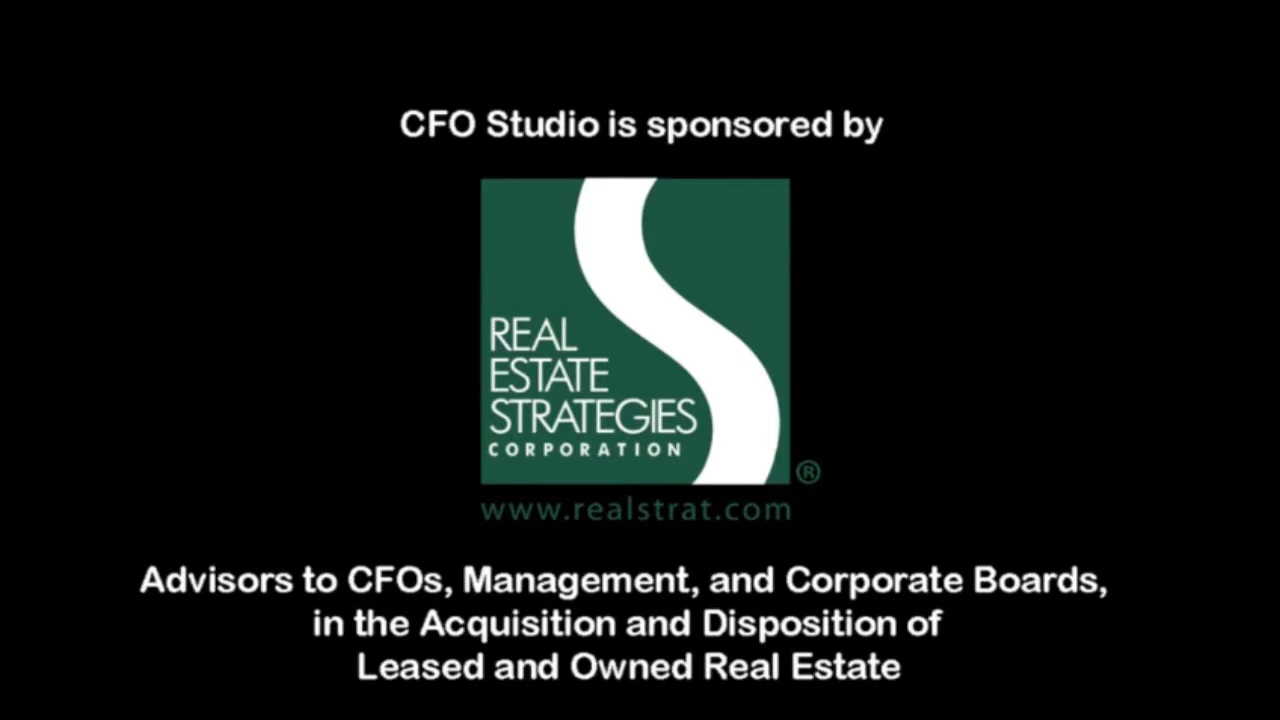 CFO Studio is sponsored by
REAL
ESTATE
STRATEGIES
CORPORATION
®
www.realstrat.com
Advisors to CFOs, Management, and Corporate Boards,
in the Acquisition and Disposition of
Leased and Owned Real Estate